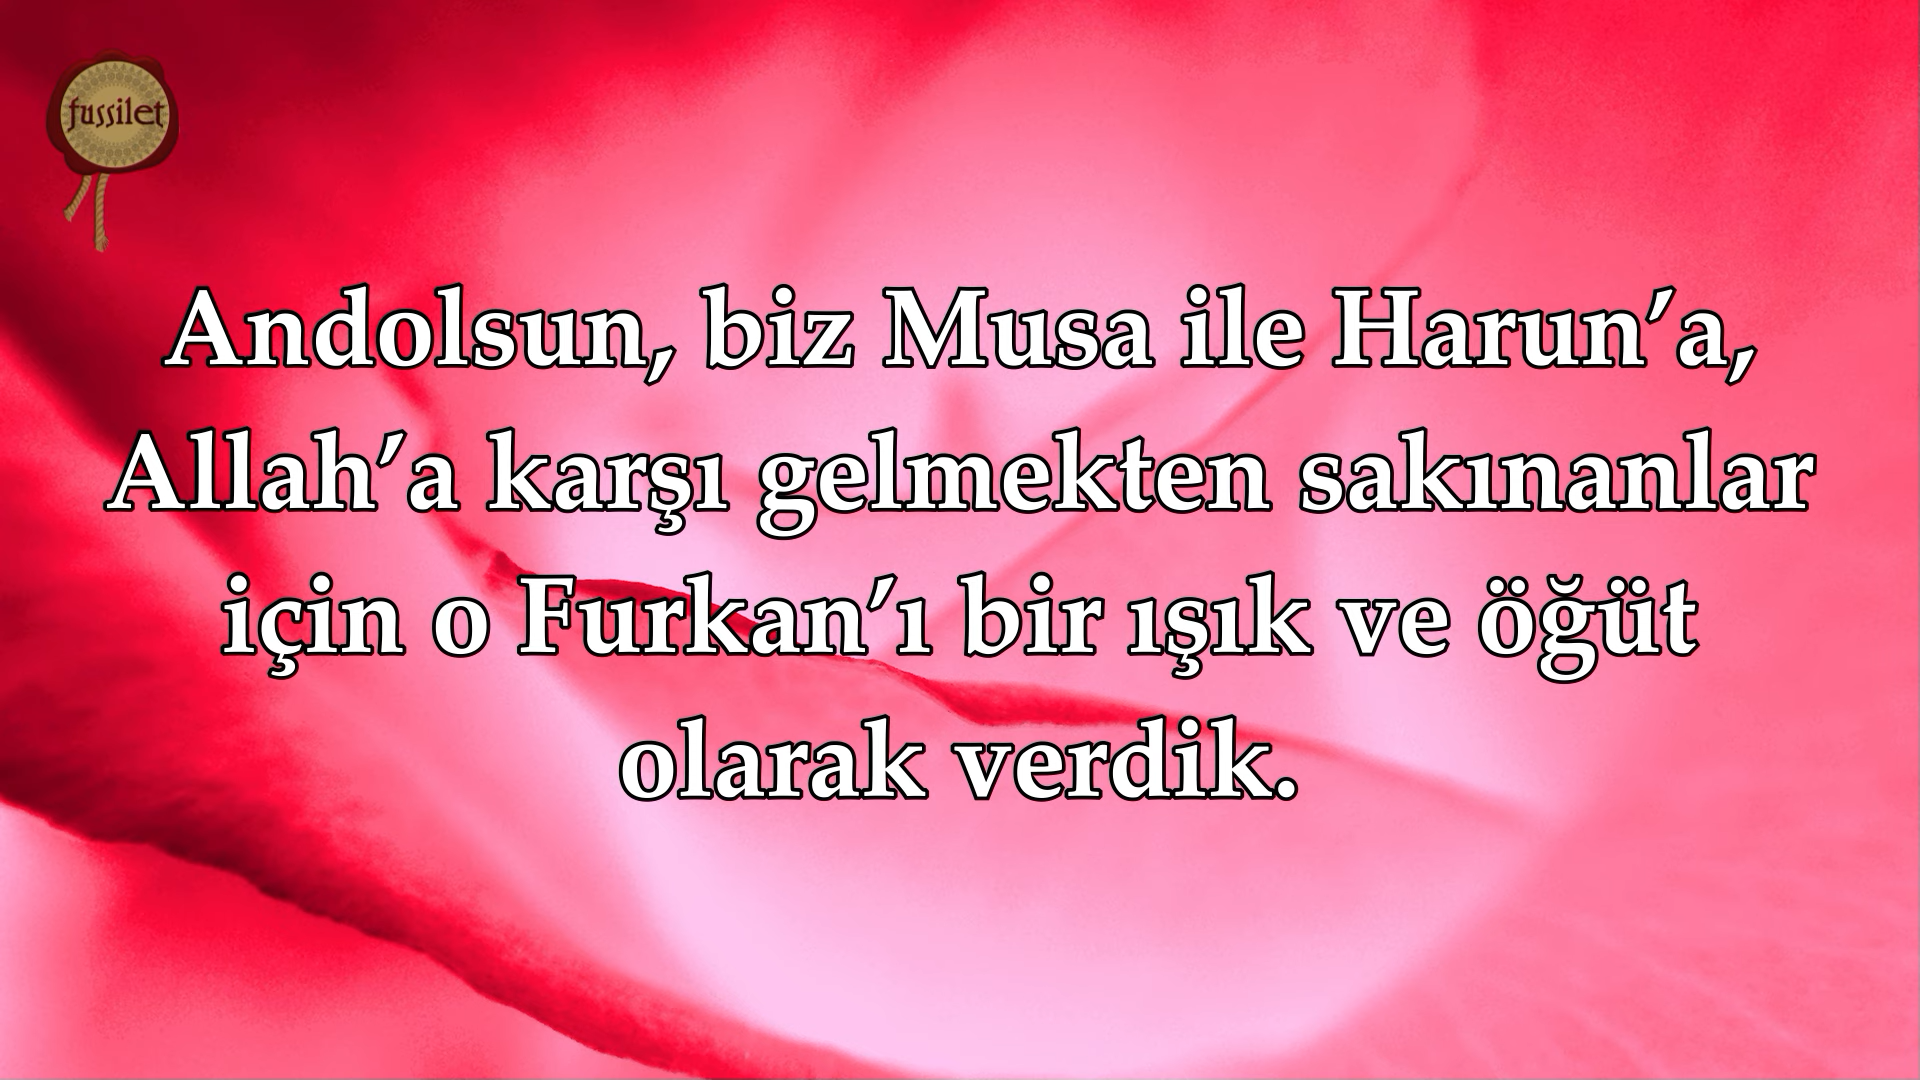 fussilet
Andolsun, biz Musa ile Harun’a,
Allah’a karşı gelmekten sakınanlar
için o Furkan’ı bir ışık ve öğüt
olarak verdik.